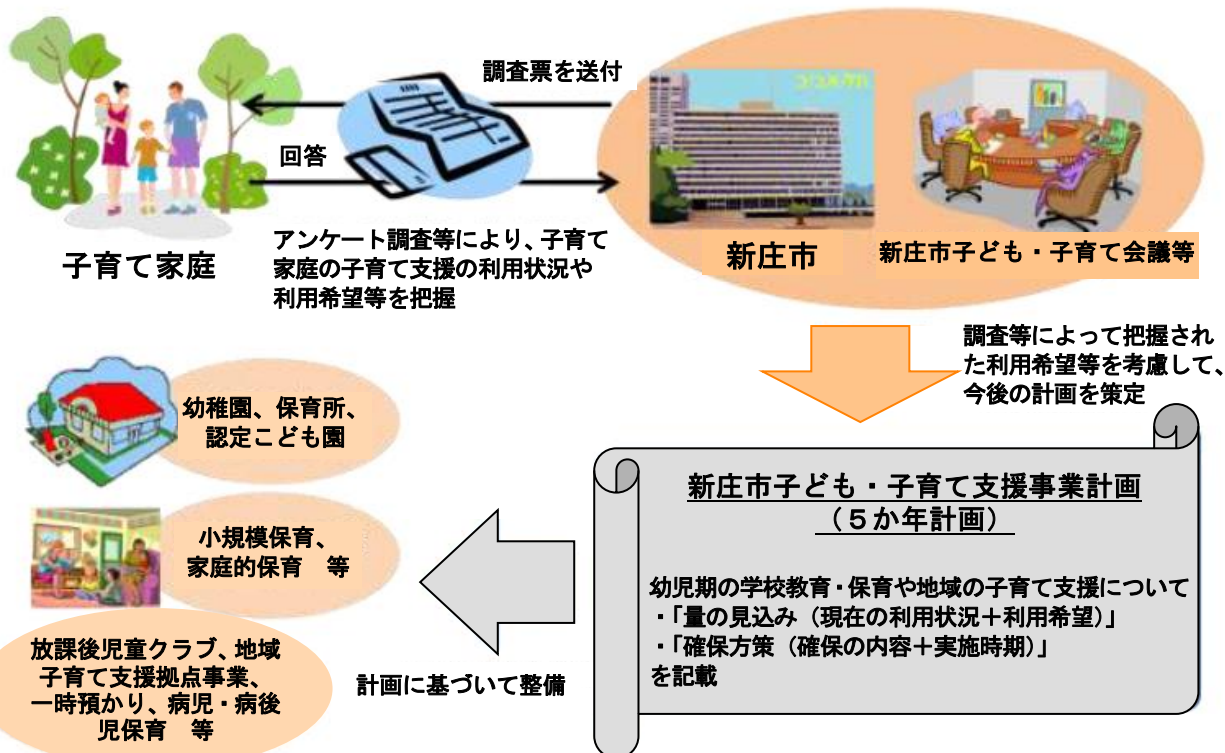 調査票を送付
回答
子育て家庭
アンケート調査等により、子育て
家庭の子育て支援の利用状況や
利用希望等を把握
新庄市
新庄市子ども・子育て会議等
調査等によって把握され
た利用希望等を考慮して、
今後の計画を策定
新庄市子ども・子育て支援事業計画
（５か年計画）
幼児期の学校教育・保育や地域の子育て支援について
・「量の見込み（現在の利用状況＋利用希望）」
・「確保方策（確保の内容＋実施時期）」
を記載
計画に基づいて整備
幼稚園、保育所、
認定こども園
小規模保育、
家庭的保育　等
放課後児童クラブ、地域
子育て支援拠点事業、
一時預かり、病児・病後
児保育　等